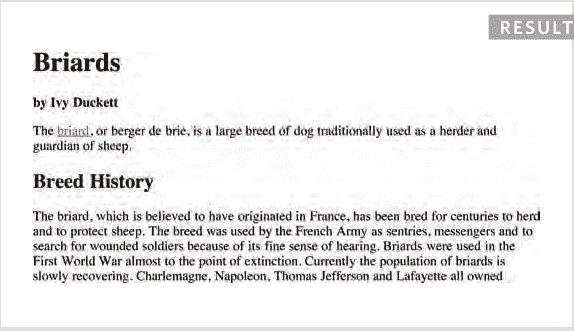 RESULT
Briards
by Ivy Duckett
The briard, or berger de brie, is a large breed of dog traditionally used as a herder and
guardian of sheep.
Breed History
The briard, which is believed to have originated in France, has been bred for centuries to herd
and to protect sheep. The breed was used by the French Army as sentries, messengers and to
search for wounded soldiers because of its fine sense of hearing. Briards were used in the
First World War almost to the point of extinction. Currently the population of briards is
slowly recovering. Charlemagne, Napoleon, Thomas Jefferson and Lafayette all owned